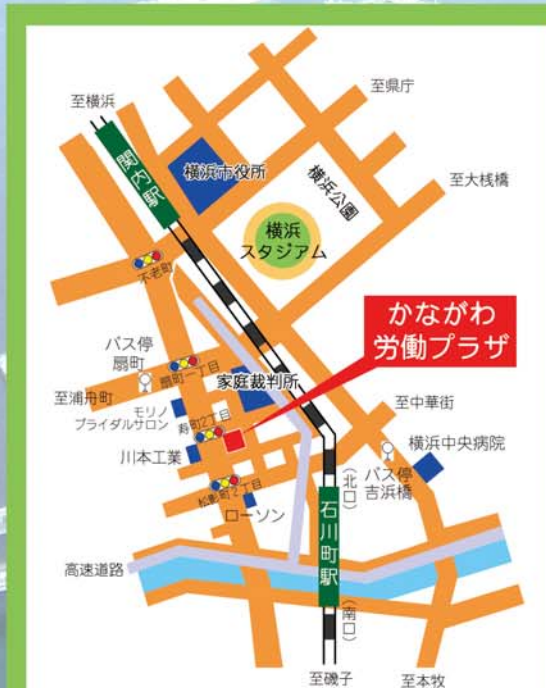 至横浜
至県庁
関内駅
横浜市役所
横浜公園
至大桟橋
横浜
スタジアム
不老町
かながわ
労働プラザ
バス停
扇町
扇町一丁目
家庭裁判所
至浦舟町
モリノ
ブライダルサロン
寿町2丁目
至中華街
川本工業
横浜中央病院
バス停
吉浜橋
松影町2丁目
ローソン
(北口)
石川町駅
高速道路
(南口)
至磯子
至本牧